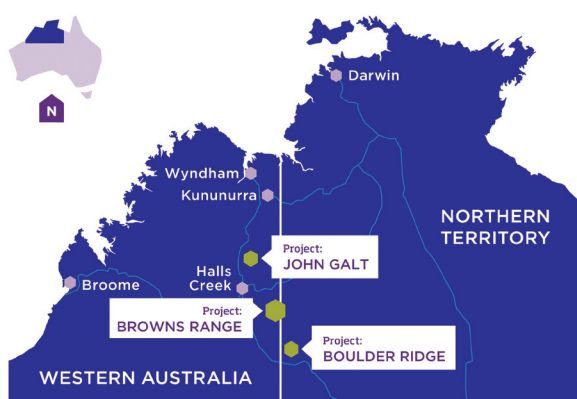 N
Darwin
Wyndham
Kununurra
NORTHERN
TERRITORY
Project:
JOHN GALT
Halls
Creek
Broome
Project:
BROWNS RANGE
Project:
BOULDER RIDGE
WESTERN AUSTRALIA